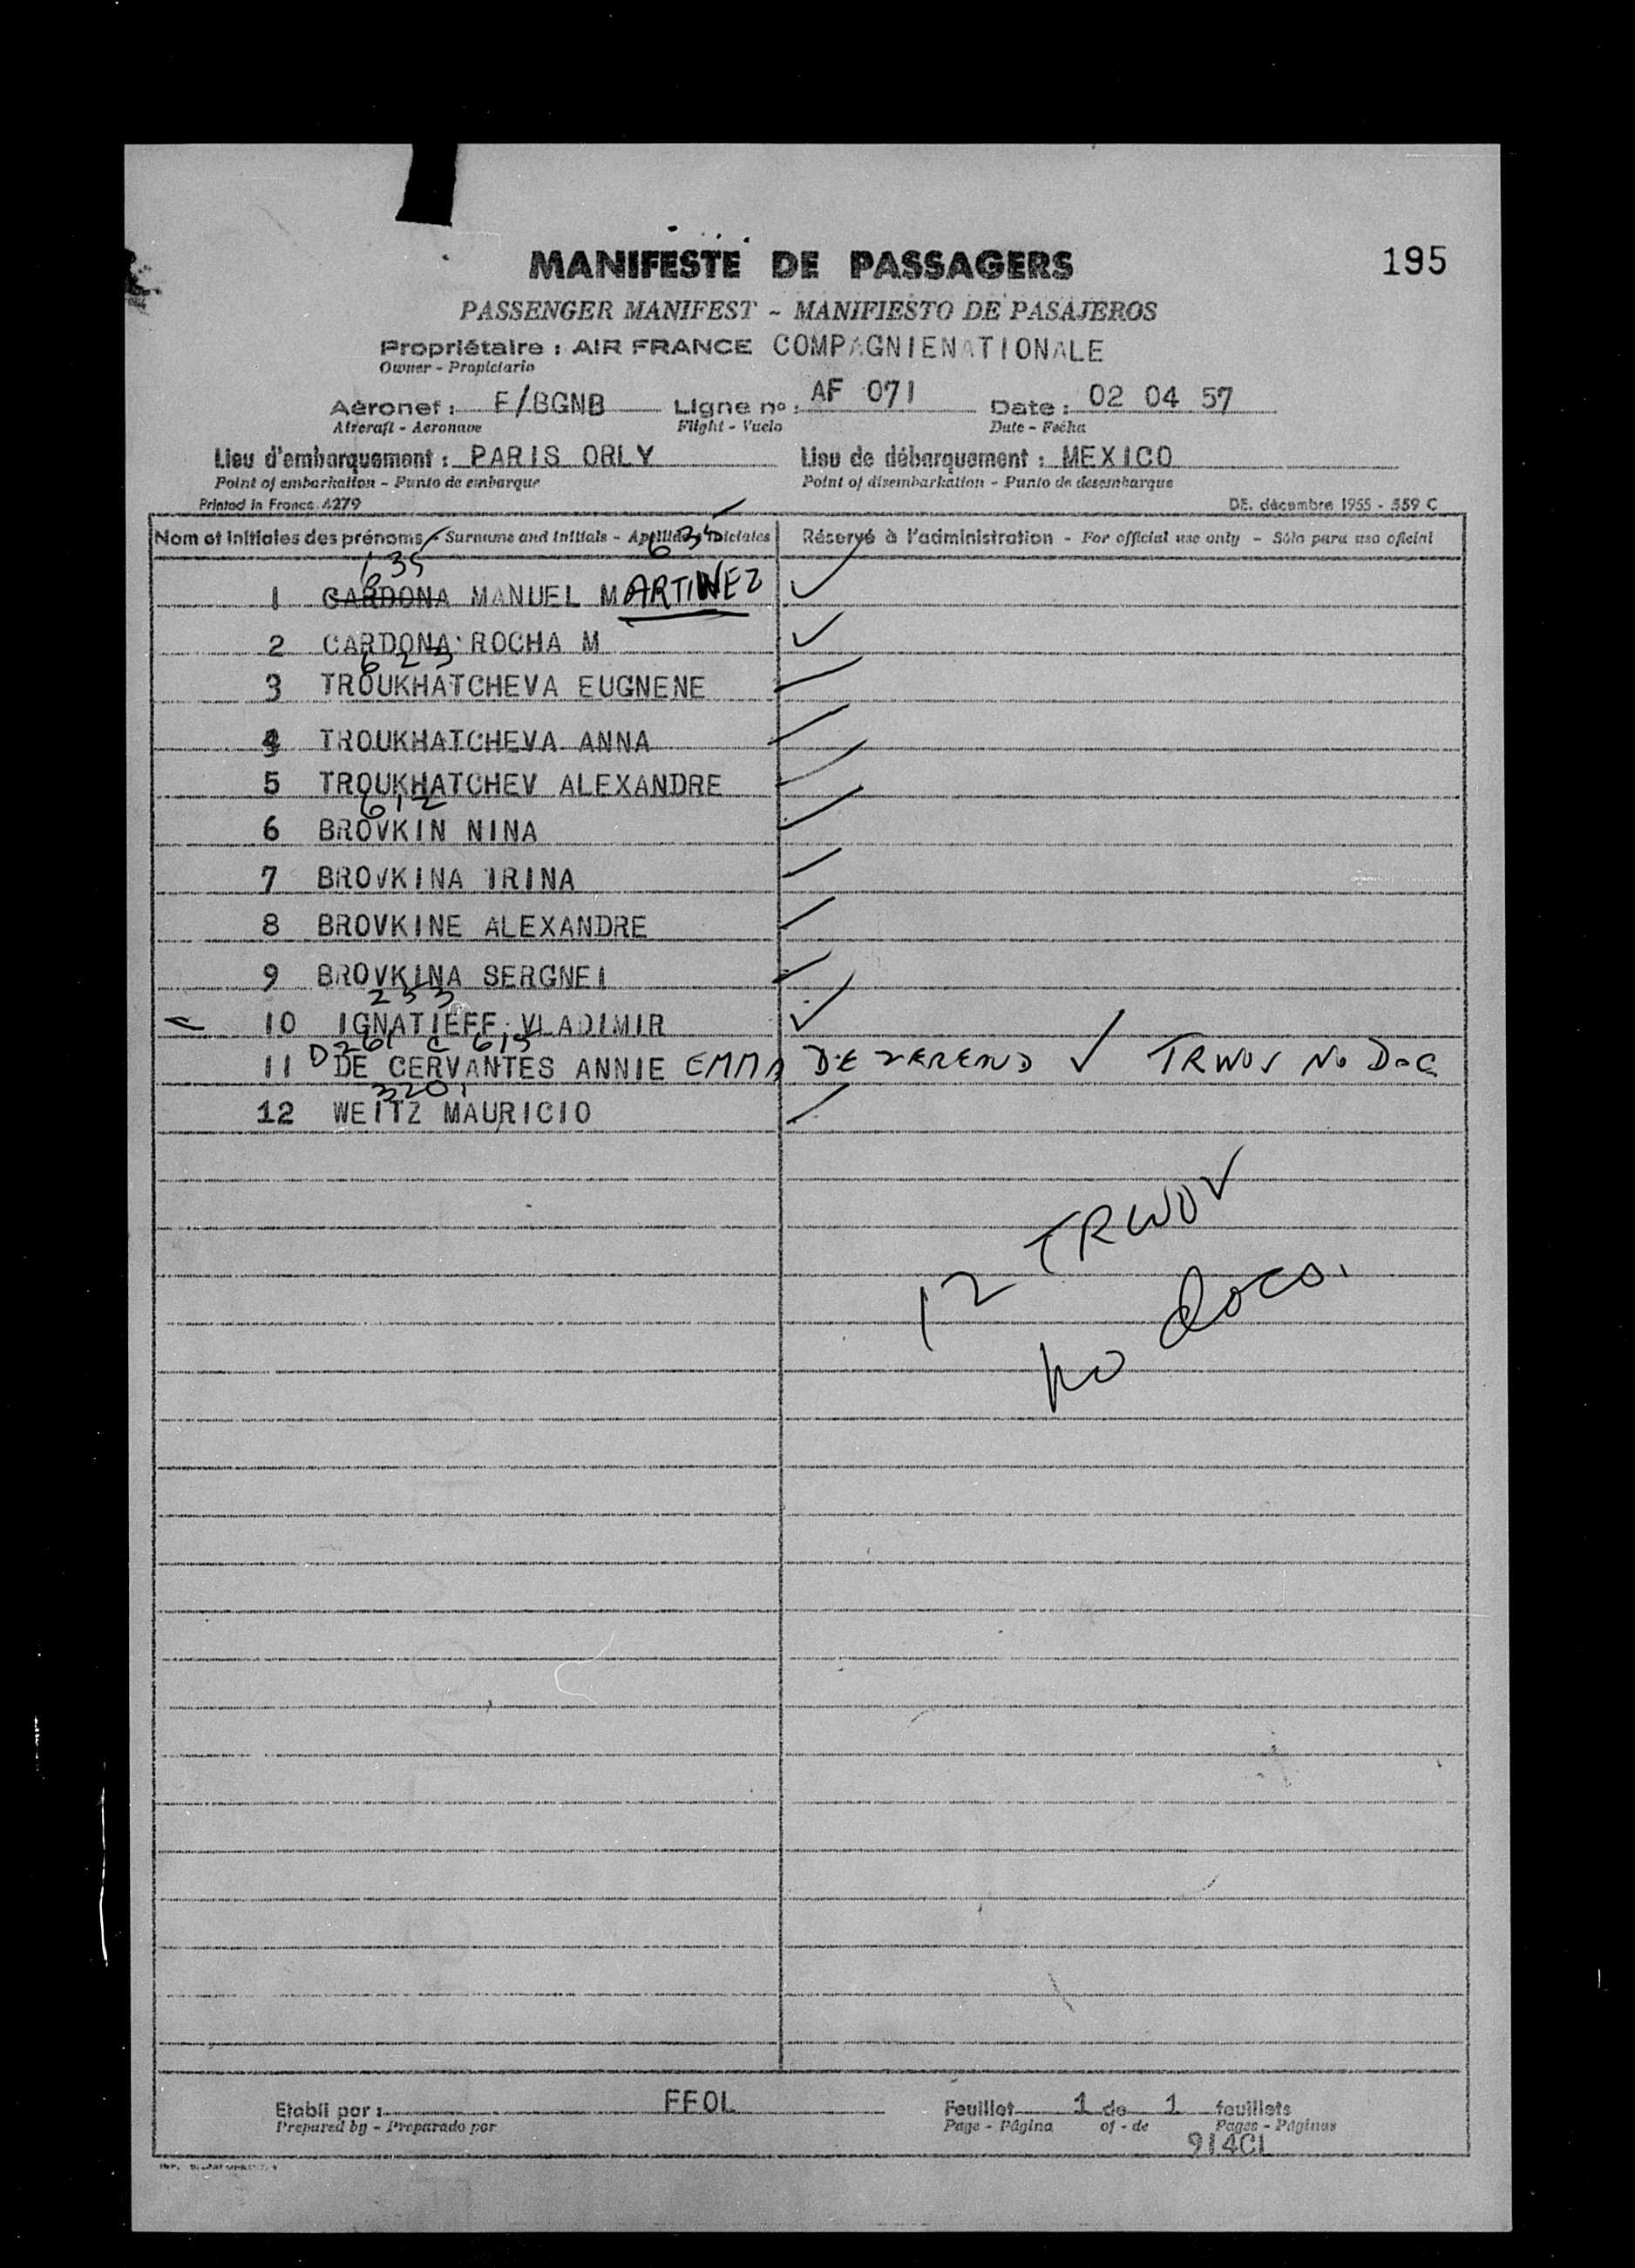 MANIFESTE DE PASSAGERS
195
PASSENGER MANIFEST - MANIFIESTO DE PASAJEROS
Propriétaire : AIR FRANCE COMPAGNIENATIONALE
Owner - Propietario
Aéronef : F/BGNB Ligne nº : AF 071 Date : 02 04 57
Aircraft - Aeronave Flight - Vuelo Date - Fecha
Lieu d'embarquement : PARIS ORLY Lieu de débarquement : MEXICO
Point of embarkation - Punto de embarque Point of disembarkation - Punto de desembarque
Printed in France 4279 DE. décembre 1955 - 559 C
Nom et initiales des prénoms - Surname and initials - Apellidos iniciales Réservé à l'administration - For official use only - Sólo para uso oficial
635
1 CARDONA MANUEL MARTINEZ
2 CARDONA ROCHA M
623
3 TROUKHATCHEVA EUGNENE
4 TROUKHATCHEVA ANNA
5 TROUKHATCHEV ALEXANDRE
612
6 BROVKIN NINA
7 BROVKINA IRINA
8 BROVKINE ALEXANDRE
9 BROVKINA SERGNEI
253
10 IGNATIEFF VLADIMIR
D 261 C 615
11 DE CERVANTES ANNIE EMMA DE TRWOV No Doc
320
12 WEITZ MAURICIO
12 TRWOV
no docs.
Etabli par : FFOL Feuillet 1 de 1 feuillets
Prepared by - Preparado por Page - Página of - de Pages - Páginas
914CL